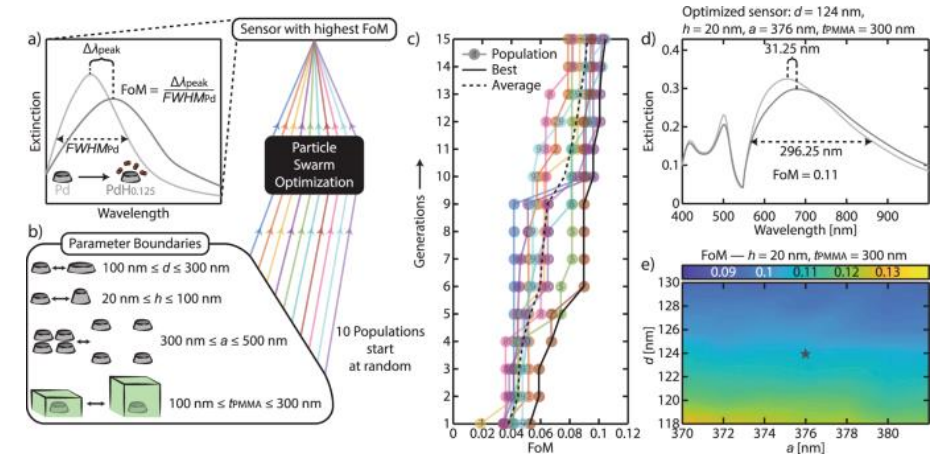 a)
Δλpeak
FoM = Δλpeak / FWHMPd
FWHMPd
Pd
PdH0.125
Extinction
Wavelength
Sensor with highest FoM
Particle
Swarm
Optimization
b)
Parameter Boundaries
100 nm ≤ d ≤ 300 nm
20 nm ≤ h ≤ 100 nm
300 nm ≤ a ≤ 500 nm
100 nm ≤ tPMMA ≤ 300 nm
10 Populations
start
at random
c)
Population
Best
Average
Generations
15
14
13
12
11
10
9
8
7
6
5
4
3
2
1
0 0.02 0.04 0.06 0.08 0.1 0.12
FoM
Optimized sensor: d = 124 nm,
h = 20 nm, a = 376 nm, tPMMA = 300 nm
d)
31.25 nm
296.25 nm
FoM = 0.11
Extinction
0.4
0.3
0.2
0.1
0
400 500 600 700 800 900
Wavelength [nm]
e)
FoM — h = 20 nm, tPMMA = 300 nm
0.09 0.1 0.11 0.12 0.13
d [nm]
130
128
126
124
122
120
118
370 372 374 376 378 380
a [nm]